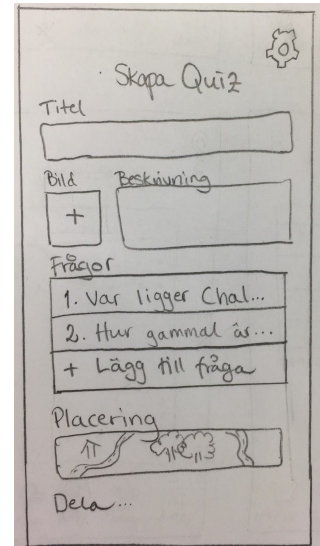 Skapa Quiz
Titel
Bild Beskrivning
+
Frågor
1. Var ligger Chal...
2. Hur gammal är...
+ Lägg till fråga
Placering
Dela...